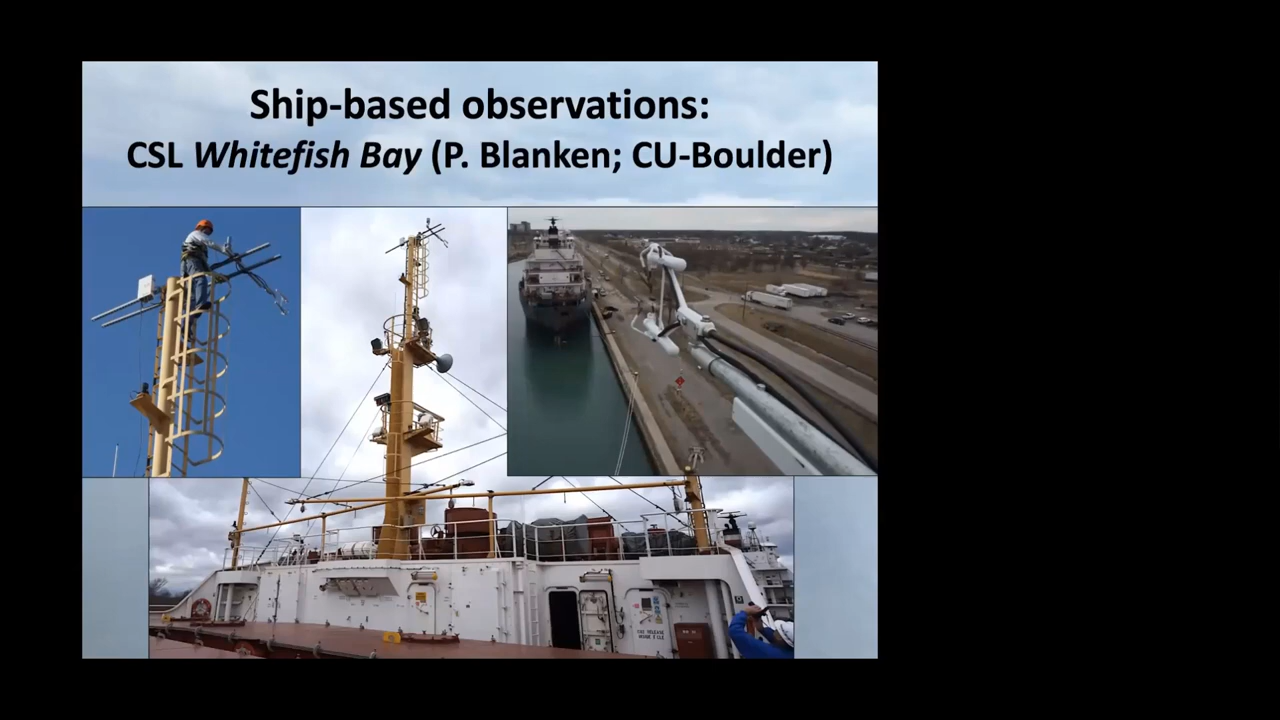 Ship-based observations:
CSL Whitefish Bay (P. Blanken; CU-Boulder)